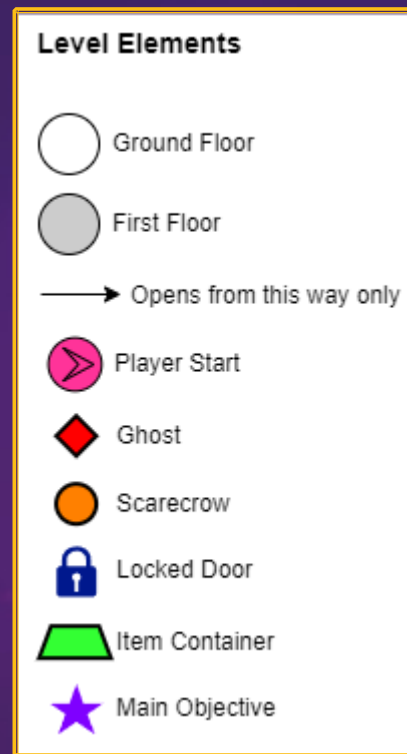 Level Elements
Ground Floor
First Floor
Opens from this way only
Player Start
Ghost
Scarecrow
Locked Door
Item Container
Main Objective